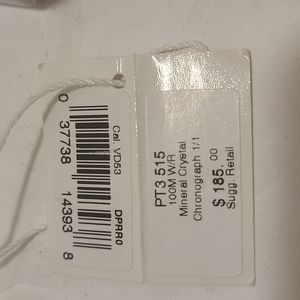 Cal. VD53
0 37738 14393 8
DPRR0
PT3 515
100M W/R
Mineral Crystal
Chronograph 1/1
$ 185. 00
Sugg. Retail